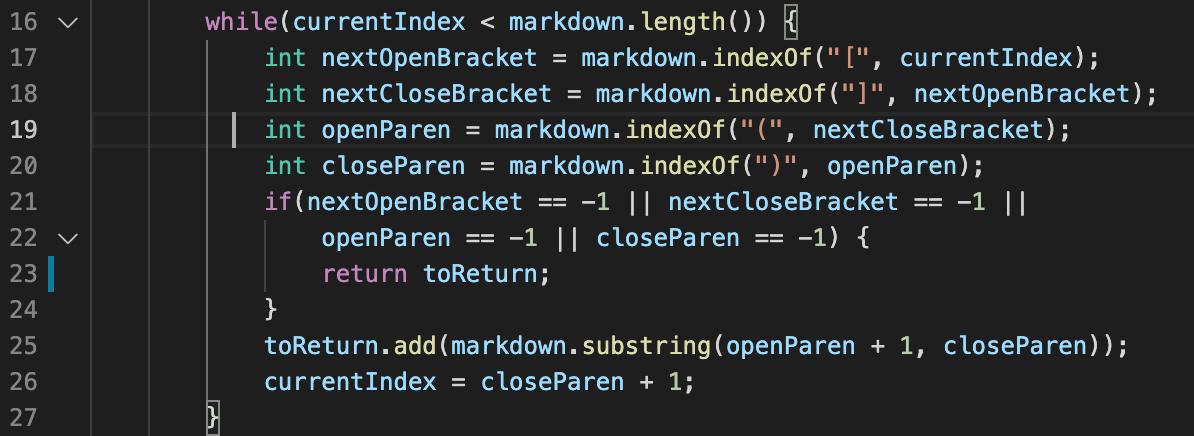 16 while(currentIndex < markdown.length()) {
17 int nextOpenBracket = markdown.indexOf("[", currentIndex);
18 int nextCloseBracket = markdown.indexOf("]", nextOpenBracket);
19 int openParen = markdown.indexOf("(", nextCloseBracket);
20 int closeParen = markdown.indexOf(")", openParen);
21 if(nextOpenBracket == -1 || nextCloseBracket == -1 ||
22 openParen == -1 || closeParen == -1) {
23 return toReturn;
24 }
25 toReturn.add(markdown.substring(openParen + 1, closeParen));
26 currentIndex = closeParen + 1;
27 }